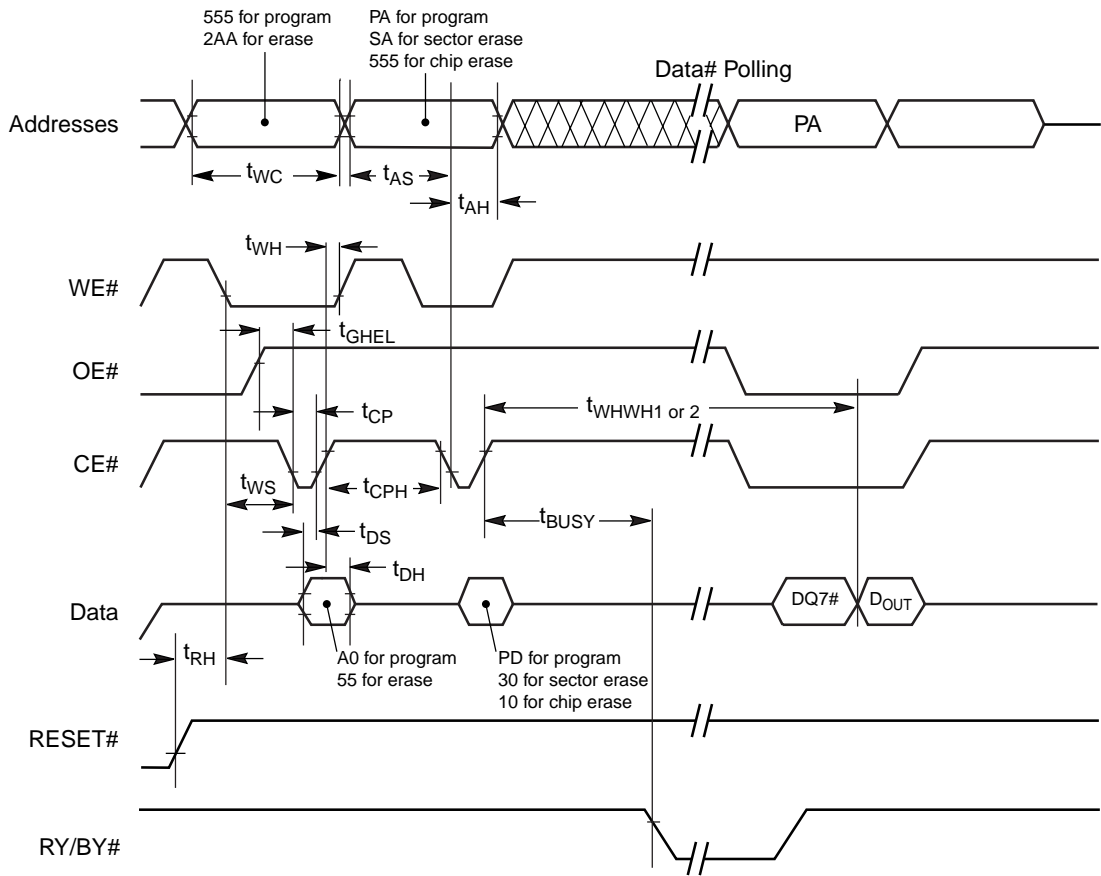 555 for program
2AA for erase
PA for program
SA for sector erase
555 for chip erase
Data# Polling
Addresses
PA
tWC
tAS
tAH
tWH
WE#
tGHEL
OE#
tCP
tWHWH1 or 2
CE#
tWS
tCPH
tBUSY
tDS
tDH
Data
DQ7#
DOUT
tRH
A0 for program
55 for erase
PD for program
30 for sector erase
10 for chip erase
RESET#
RY/BY#